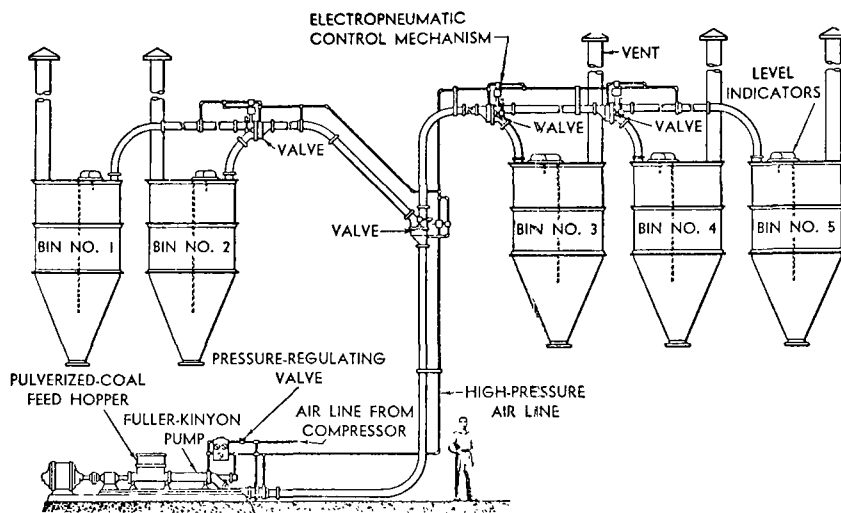 ELECTROPNEUMATIC
CONTROL MECHANISM
VENT
LEVEL
INDICATORS
VALVE
VALVE
VALVE
VALVE
BIN NO. 1
BIN NO. 2
BIN NO. 3
BIN NO. 4
BIN NO. 5
PRESSURE-REGULATING
VALVE
PULVERIZED-COAL
FEED HOPPER
FULLER-KINYON
PUMP
AIR LINE FROM
COMPRESSOR
HIGH-PRESSURE
AIR LINE